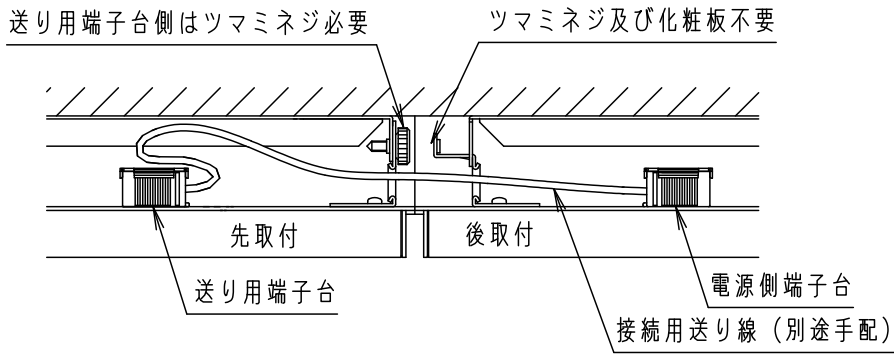 送り用端子台側はツマミネジ必要
ツマミネジ及び化粧板不要
先取付
後取付
送り用端子台
電源側端子台
接続用送り線（別途手配）